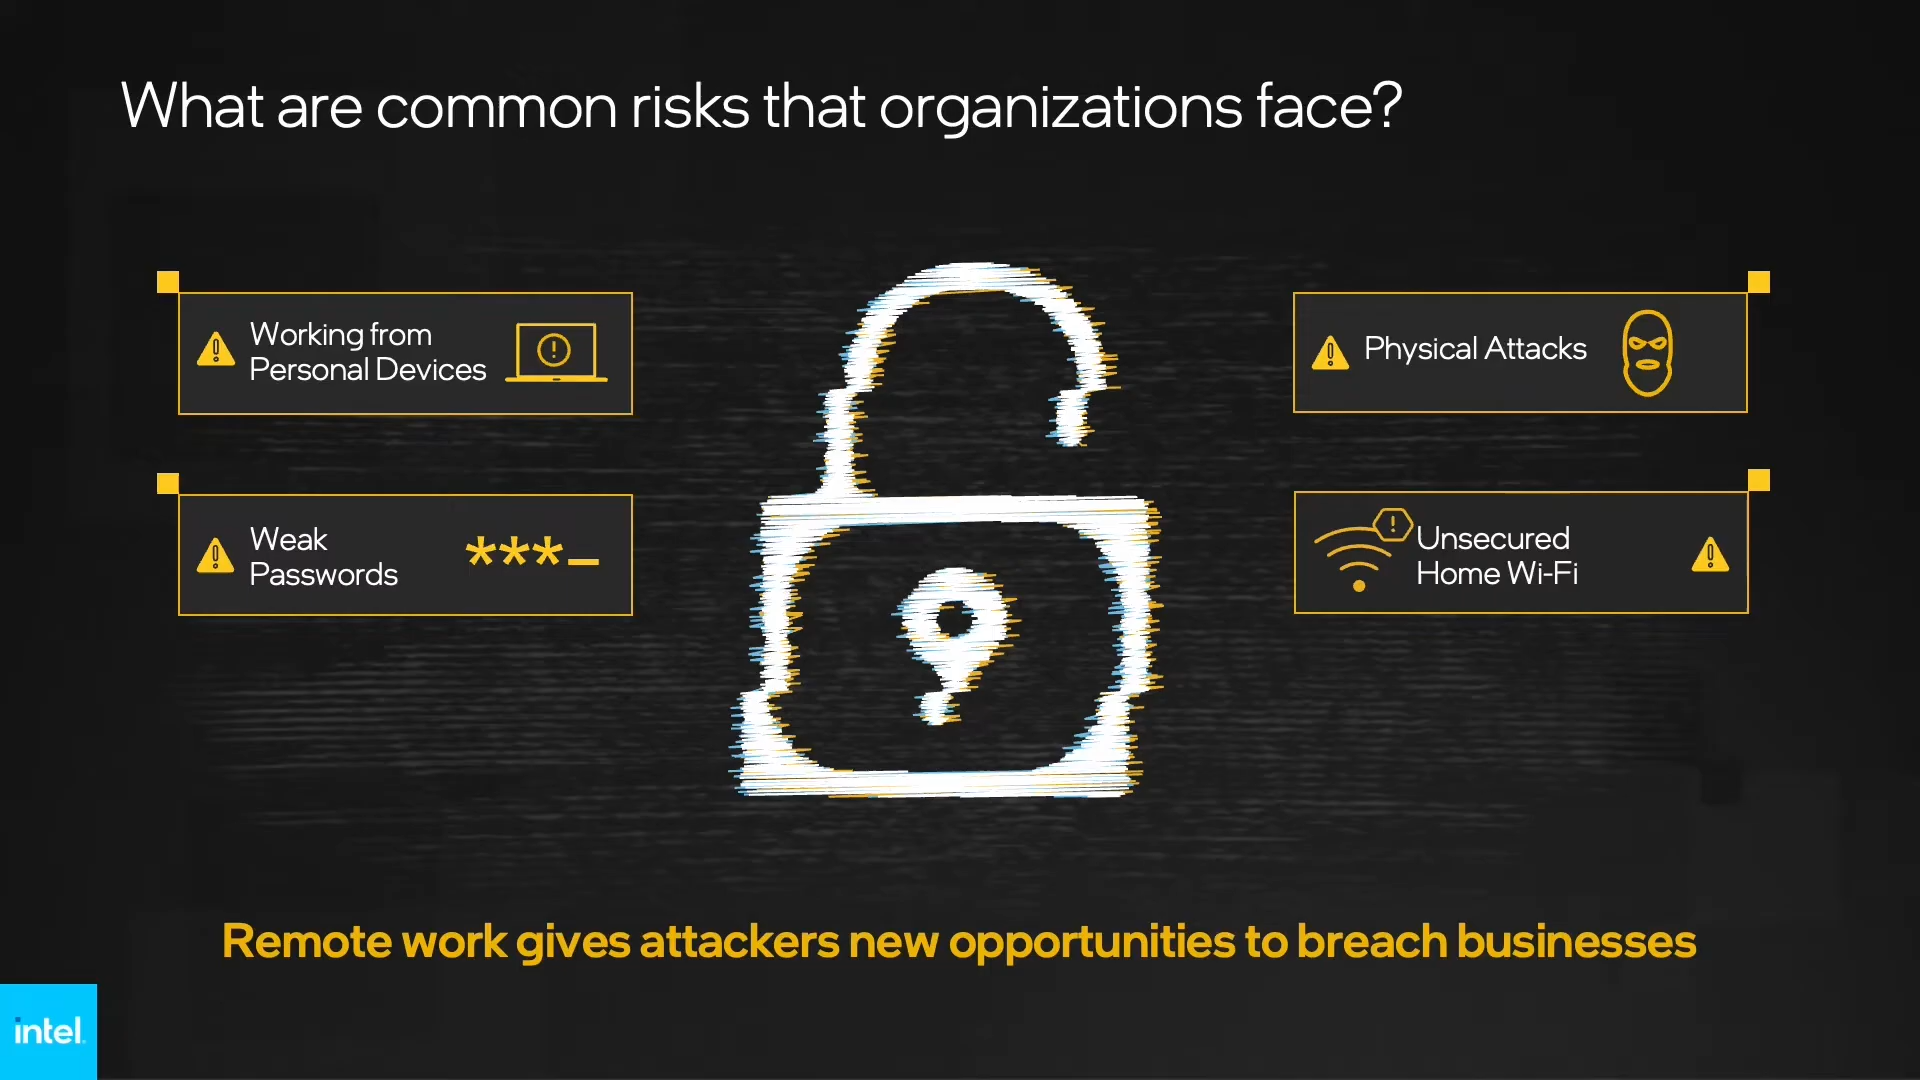 What are common risks that organizations face?
Working from
Personal Devices
Weak
Passwords
***_
Physical Attacks
Unsecured
Home Wi-Fi
Remote work gives attackers new opportunities to breach businesses
intel.